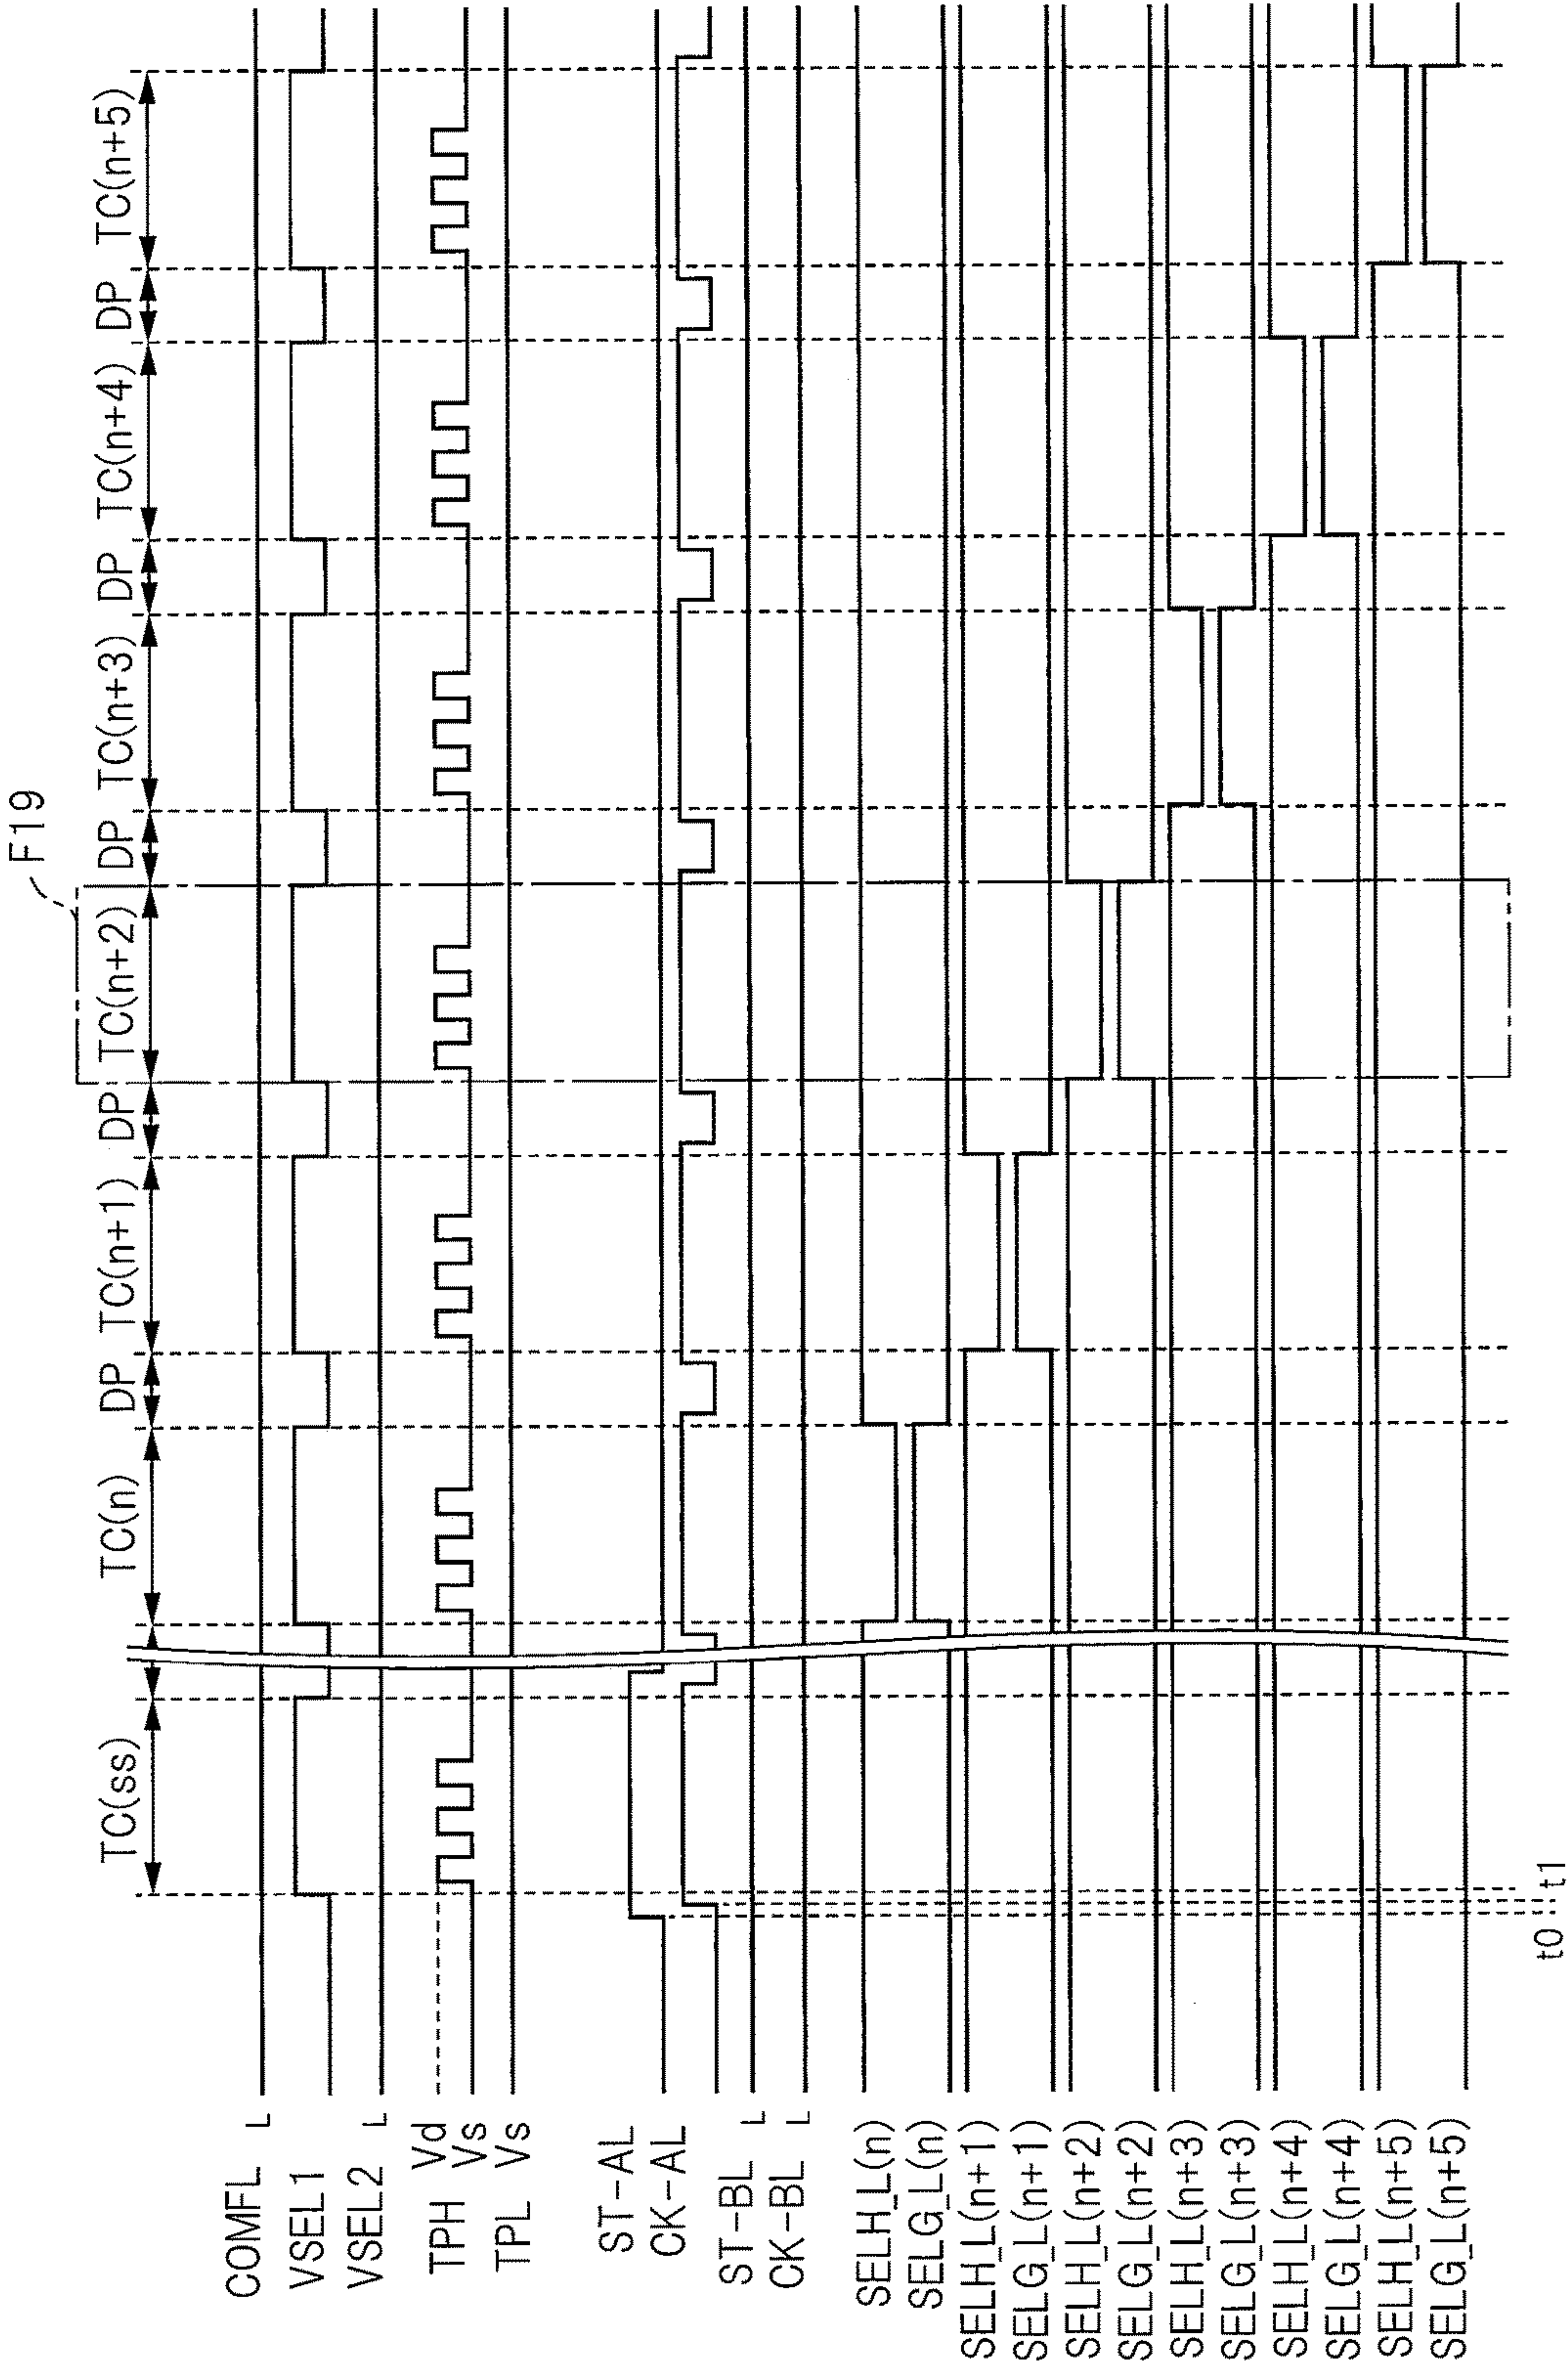 F19
TC(ss) TC(n) DP TC(n+1) DP TC(n+2) DP TC(n+3) DP TC(n+4) DP TC(n+5)
COMFL L
VSEL1
VSEL2 L
TPH Vd
Vs
TPL Vs
ST-AL
CK-AL
ST-BL L
CK-BL L
SELH_L(n)
SELG_L(n)
SELH_L(n+1)
SELG_L(n+1)
SELH_L(n+2)
SELG_L(n+2)
SELH_L(n+3)
SELG_L(n+3)
SELH_L(n+4)
SELG_L(n+4)
SELH_L(n+5)
SELG_L(n+5)
t0 t1